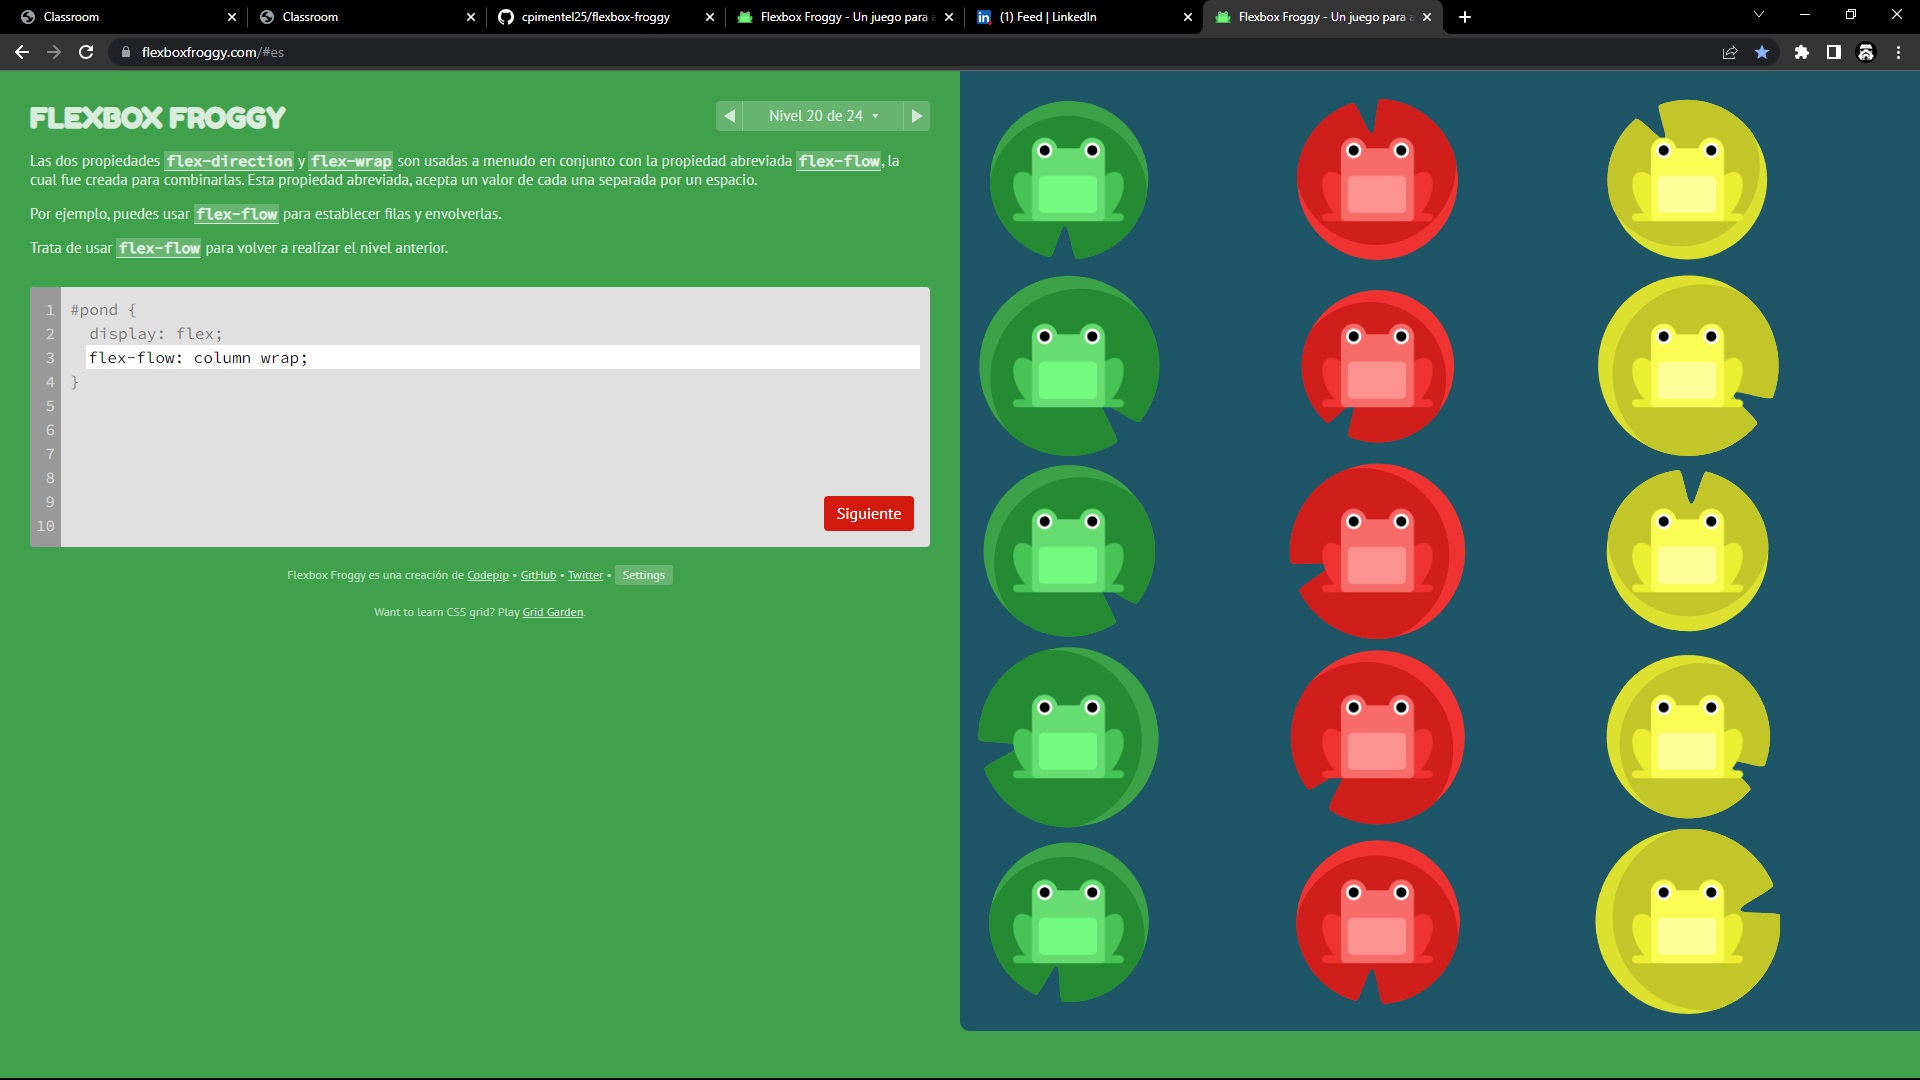 Classroom
Classroom
cpimentel25/flexbox-froggy
Flexbox Froggy - Un juego para a
(1) Feed | LinkedIn
Flexbox Froggy - Un juego para a
flexboxfroggy.com/#es
FLEXBOX FROGGY
Nivel 20 de 24
Las dos propiedades flex-direction y flex-wrap son usadas a menudo en conjunto con la propiedad abreviada flex-flow, la
cual fue creada para combinarlas. Esta propiedad abreviada, acepta un valor de cada una separada por un espacio.
Por ejemplo, puedes usar flex-flow para establecer filas y envolverlas.
Trata de usar flex-flow para volver a realizar el nivel anterior.
1 #pond {
2 display: flex;
3 flex-flow: column wrap;
4 }
5
6
7
8
9
10
Siguiente
Flexbox Froggy es una creación de Codepip • GitHub • Twitter • Settings
Want to learn CSS grid? Play Grid Garden.